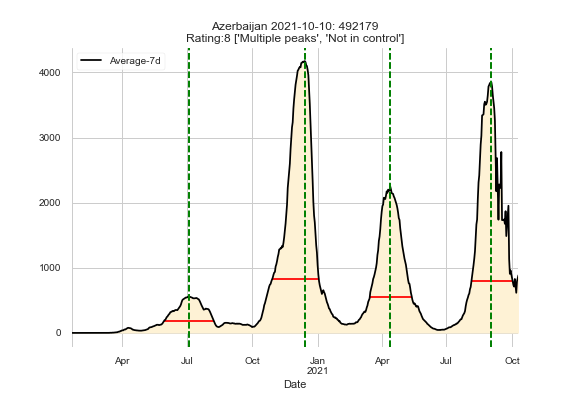 Azerbaijan 2021-10-10: 492179
Rating:8 ['Multiple peaks', 'Not in control']
Average-7d
4000
3000
2000
1000
0
Apr
Jul
Oct
Jan
2021
Apr
Jul
Oct
Date